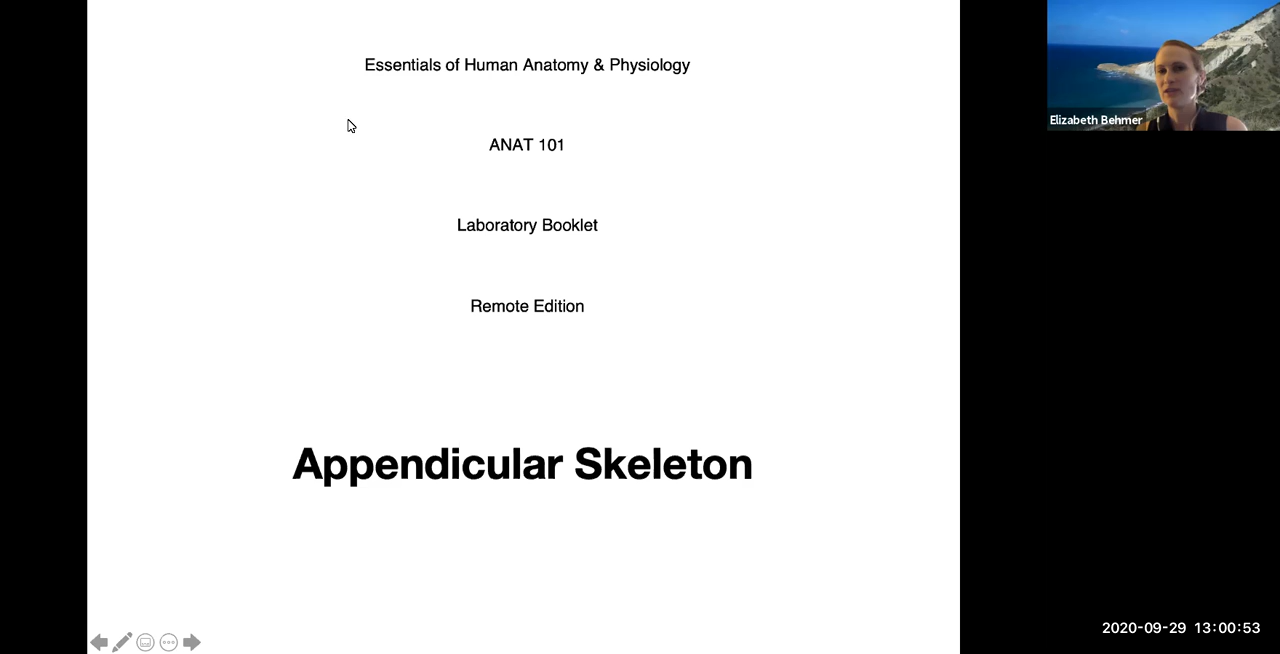 Essentials of Human Anatomy & Physiology
ANAT 101
Laboratory Booklet
Remote Edition
Appendicular Skeleton
Elizabeth Behmer
2020-09-29 13:00:53